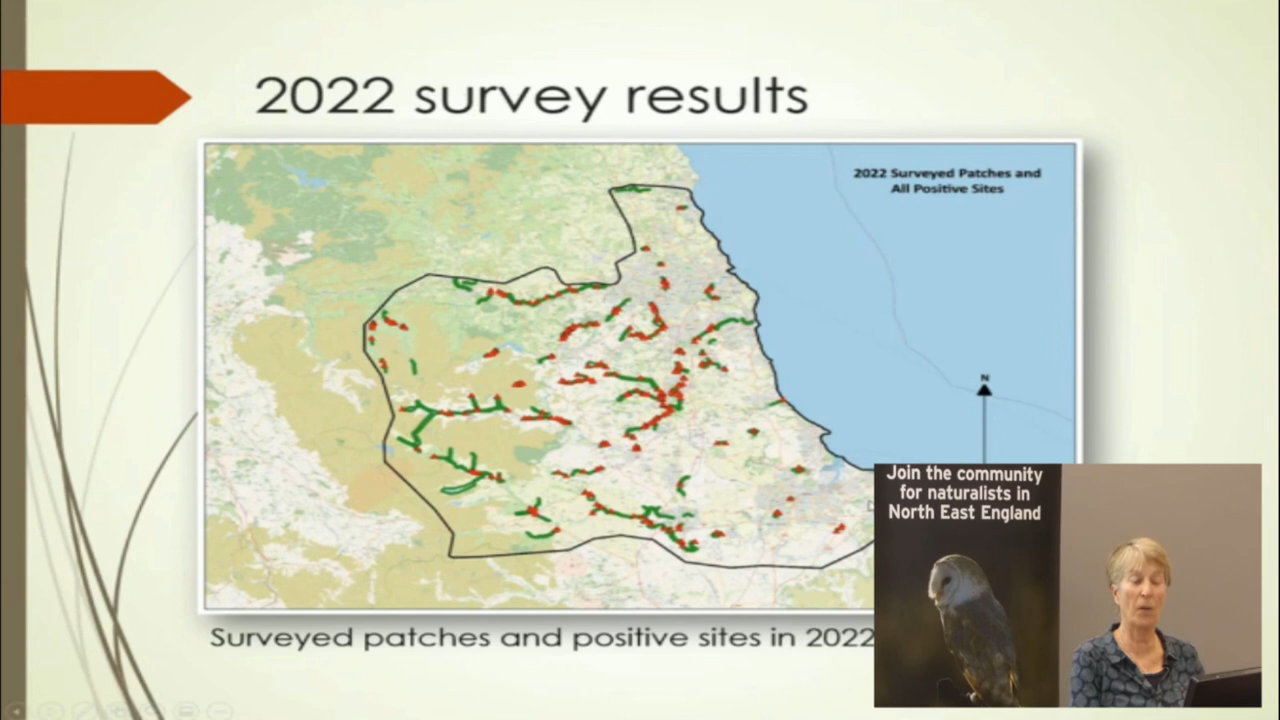 2022 survey results
2022 Surveyed Patches and
All Positive Sites
N
Surveyed patches and positive sites in 2022
Join the community
for naturalists in
North East England